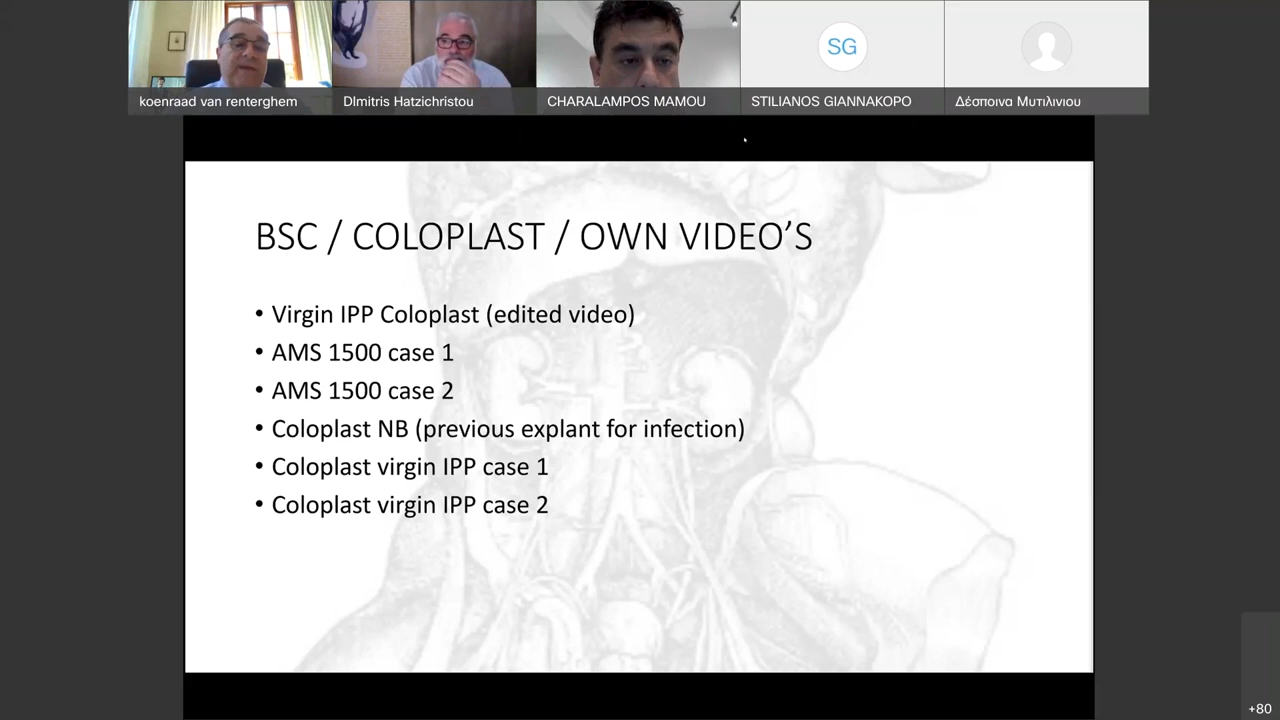 SG
koenraad van renterghem
DImitris Hatzichristou
CHARALAMPOS MAMOU
STILIANOS GIANNAKOPO
Δέσποινα Μυτιλινιου
BSC / COLOPLAST / OWN VIDEO’S
• Virgin IPP Coloplast (edited video)
• AMS 1500 case 1
• AMS 1500 case 2
• Coloplast NB (previous explant for infection)
• Coloplast virgin IPP case 1
• Coloplast virgin IPP case 2
+80